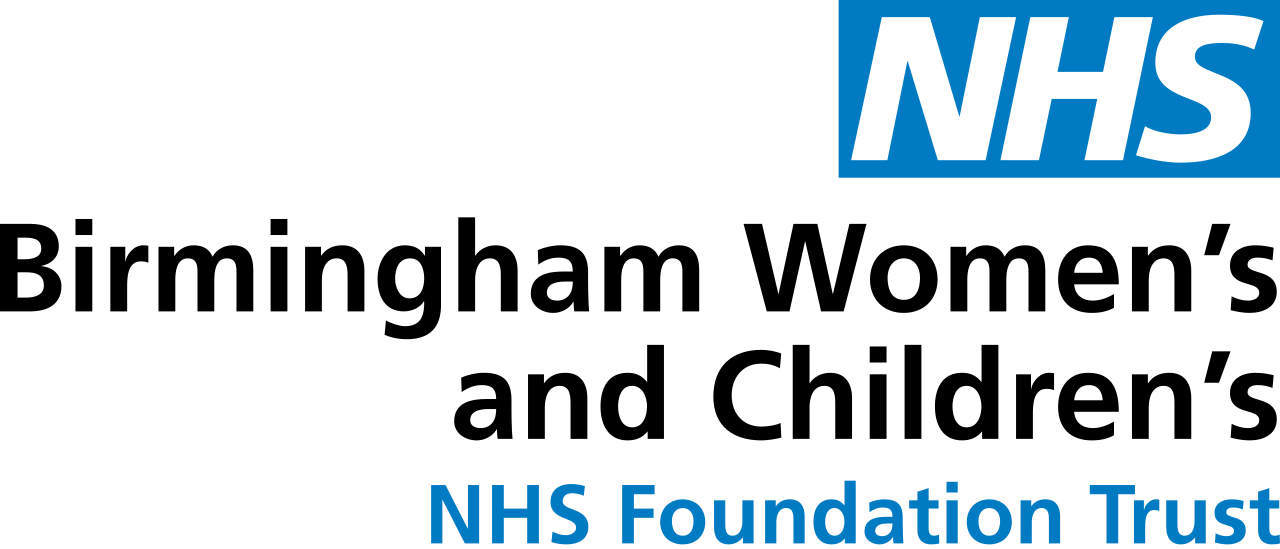 NHS
Birmingham Women’s
and Children’s
NHS Foundation Trust